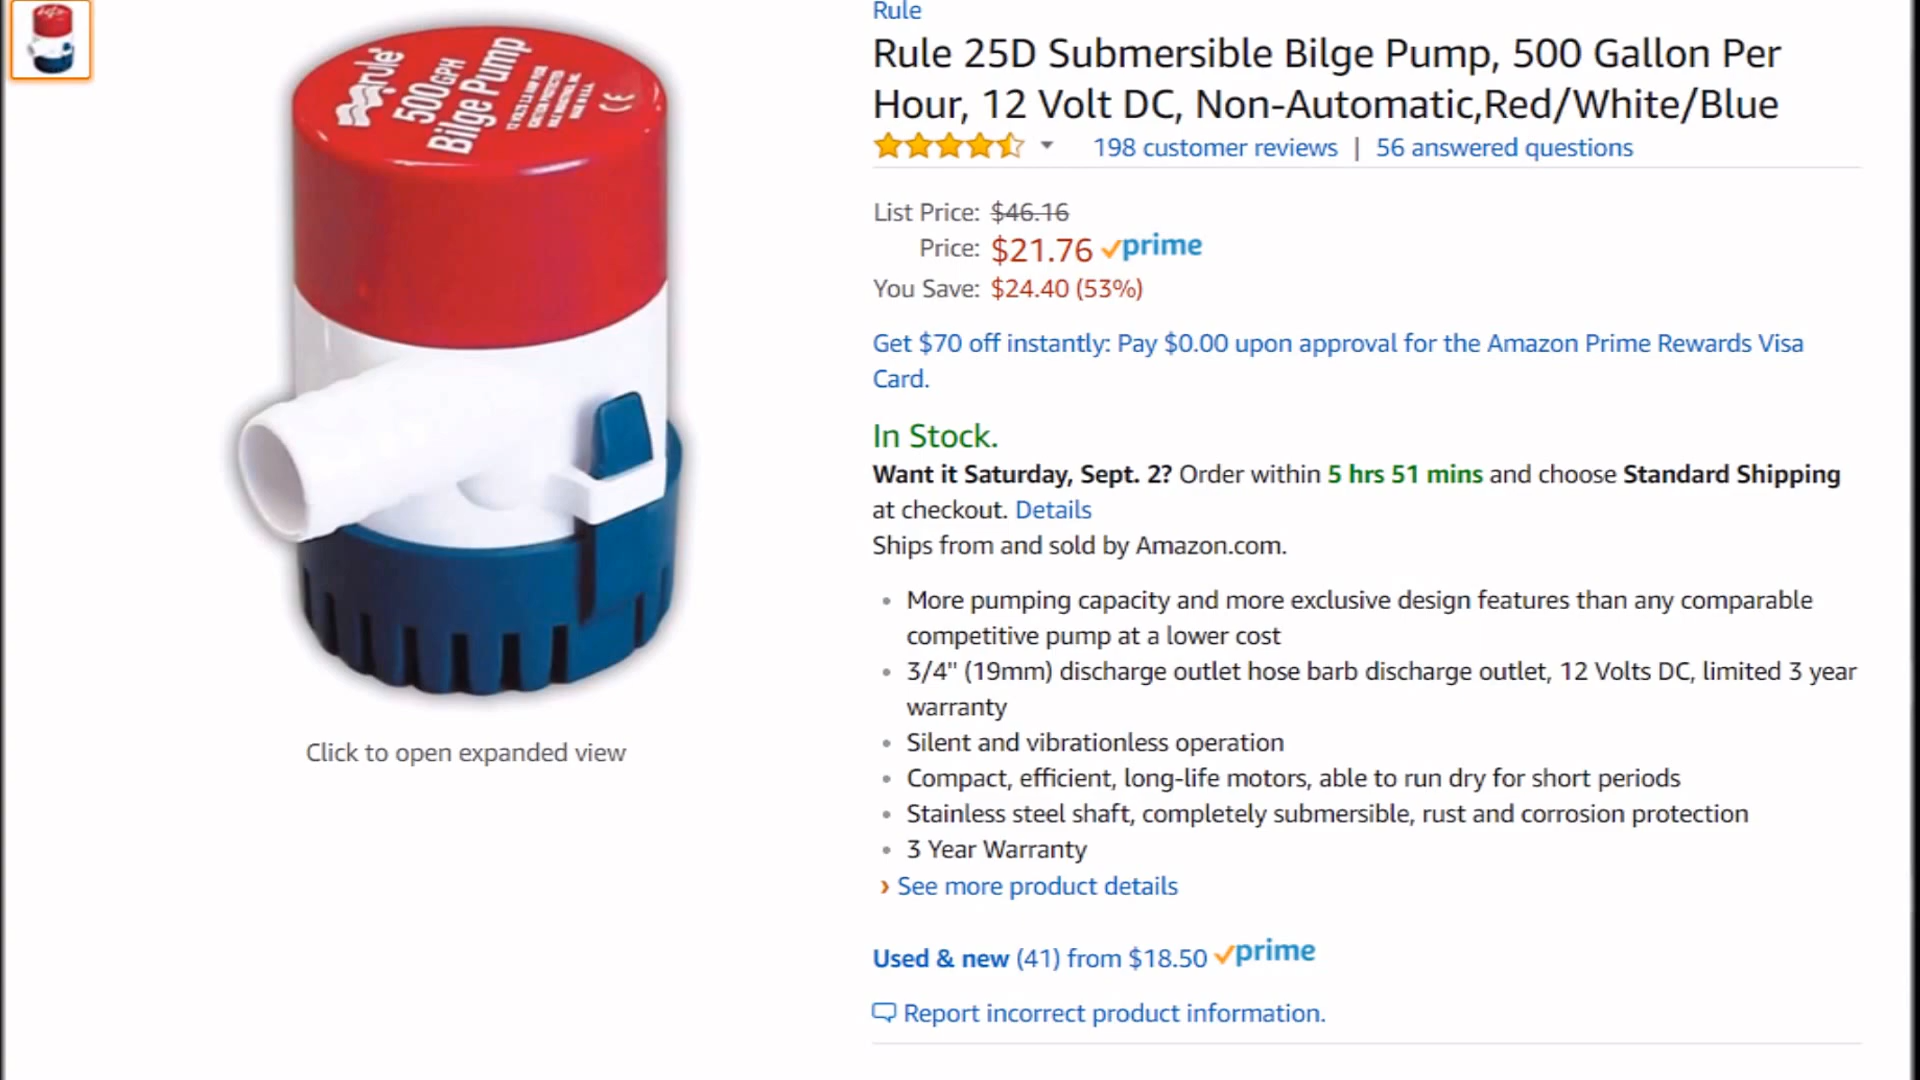 Rule
Rule 25D Submersible Bilge Pump, 500 Gallon Per
Hour, 12 Volt DC, Non-Automatic,Red/White/Blue
198 customer reviews | 56 answered questions
List Price: $46.16
Price: $21.76 prime
You Save: $24.40 (53%)
Get $70 off instantly: Pay $0.00 upon approval for the Amazon Prime Rewards Visa
Card.
In Stock.
Want it Saturday, Sept. 2? Order within 5 hrs 51 mins and choose Standard Shipping
at checkout. Details
Ships from and sold by Amazon.com.
• More pumping capacity and more exclusive design features than any comparable
competitive pump at a lower cost
• 3/4" (19mm) discharge outlet hose barb discharge outlet, 12 Volts DC, limited 3 year
warranty
• Silent and vibrationless operation
• Compact, efficient, long-life motors, able to run dry for short periods
• Stainless steel shaft, completely submersible, rust and corrosion protection
• 3 Year Warranty
› See more product details
Used & new (41) from $18.50 prime
Report incorrect product information.
rule
500GPH
Bilge Pump
MADE IN U.S.A.
CE
Click to open expanded view